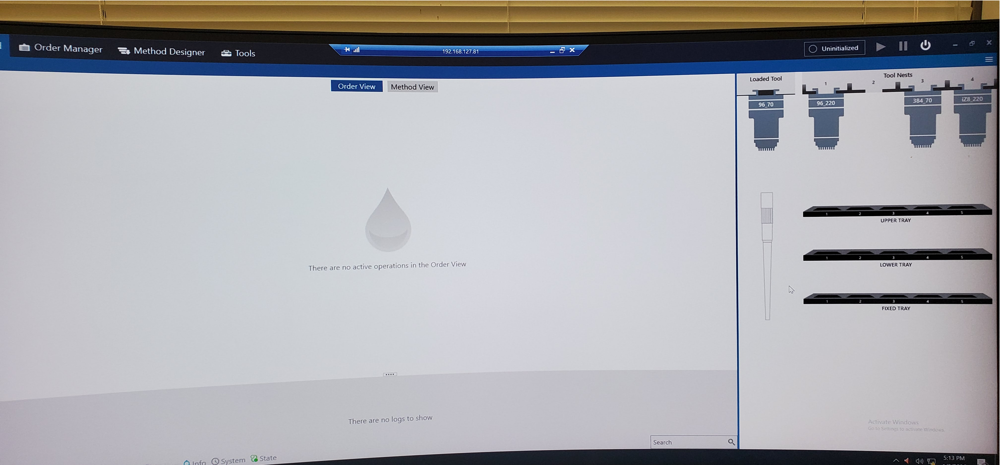 Order Manager
Method Designer
Tools
192.168.127.81
Uninitialized
Order View
Method View
Loaded Tool
Tool Nests
1
2
3
4
96_70
96_220
384_70
iZ8_220
1 2 3 4 5
UPPER TRAY
1 2 3 4 5
LOWER TRAY
1 2 3 4 5
FIXED TRAY
There are no active operations in the Order View
There are no logs to show
Activate Windows
Go to Settings to activate Windows.
Search
Info
System
State
5:13 PM